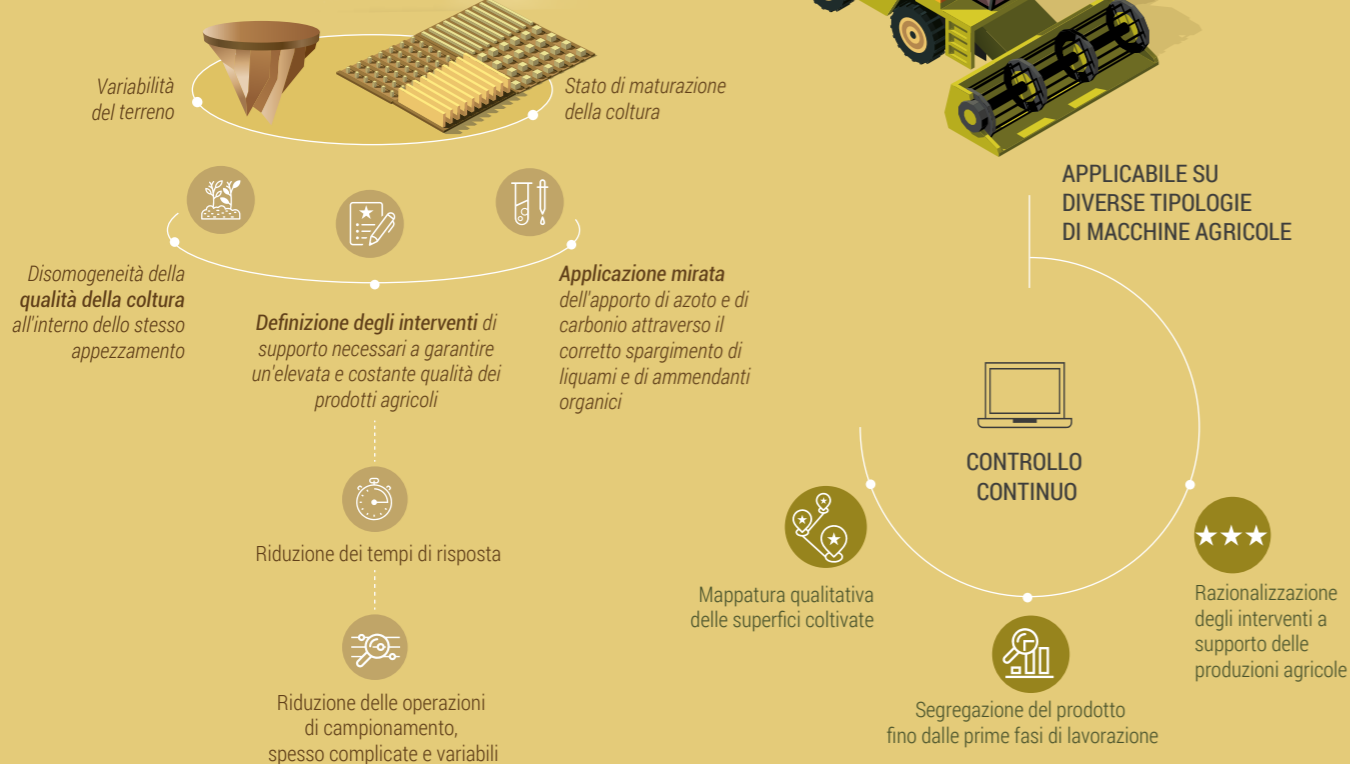 Variabilità
del terreno
Stato di maturazione
della coltura
Disomogeneità della
qualità della coltura
all'interno dello stesso
appezzamento
Definizione degli interventi di
supporto necessari a garantire
un'elevata e costante qualità dei
prodotti agricoli
Applicazione mirata
dell'apporto di azoto e di
carbonio attraverso il
corretto spargimento di
liquami e di ammendanti
organici
Riduzione dei tempi di risposta
Riduzione delle operazioni
di campionamento,
spesso complicate e variabili
APPLICABILE SU
DIVERSE TIPOLOGIE
DI MACCHINE AGRICOLE
CONTROLLO
CONTINUO
Mappatura qualitativa
delle superfici coltivate
Segregazione del prodotto
fino dalle prime fasi di lavorazione
Razionalizzazione
degli interventi a
supporto delle
produzioni agricole